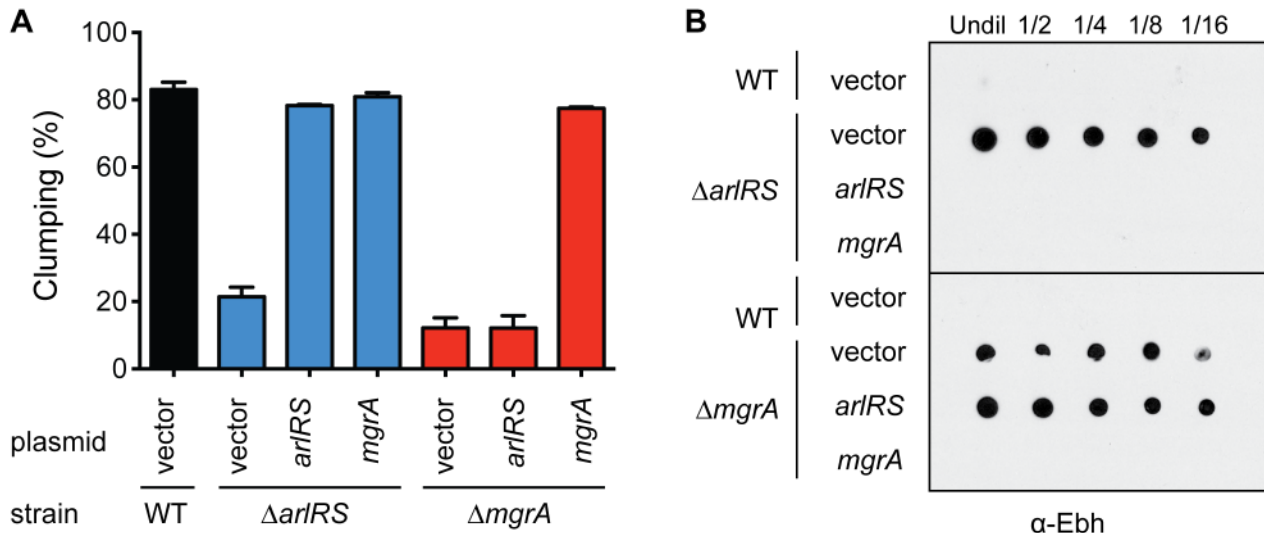 A
Clumping (%)
100
80
60
40
20
0
plasmid
vector
vector
arlRS
mgrA
vector
arlRS
mgrA
strain
WT
ΔarlRS
ΔmgrA
B
Undil 1/2 1/4 1/8 1/16
WT
vector
ΔarlRS
vector
arlRS
mgrA
WT
vector
ΔmgrA
vector
arlRS
mgrA
α-Ebh